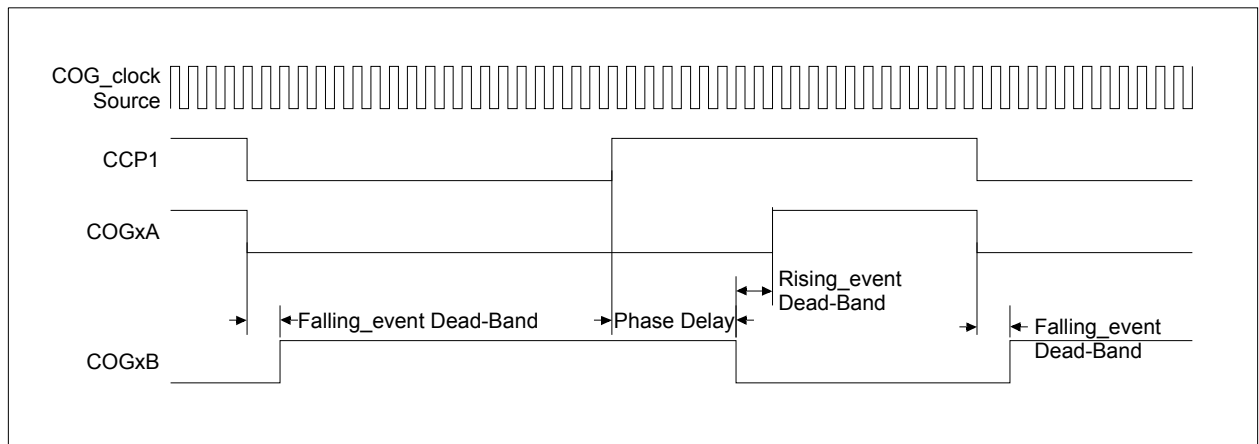 COG_clock
Source
CCP1
COGxA
Rising_event
Dead-Band
Falling_event Dead-Band
Phase Delay
Falling_event
Dead-Band
COGxB